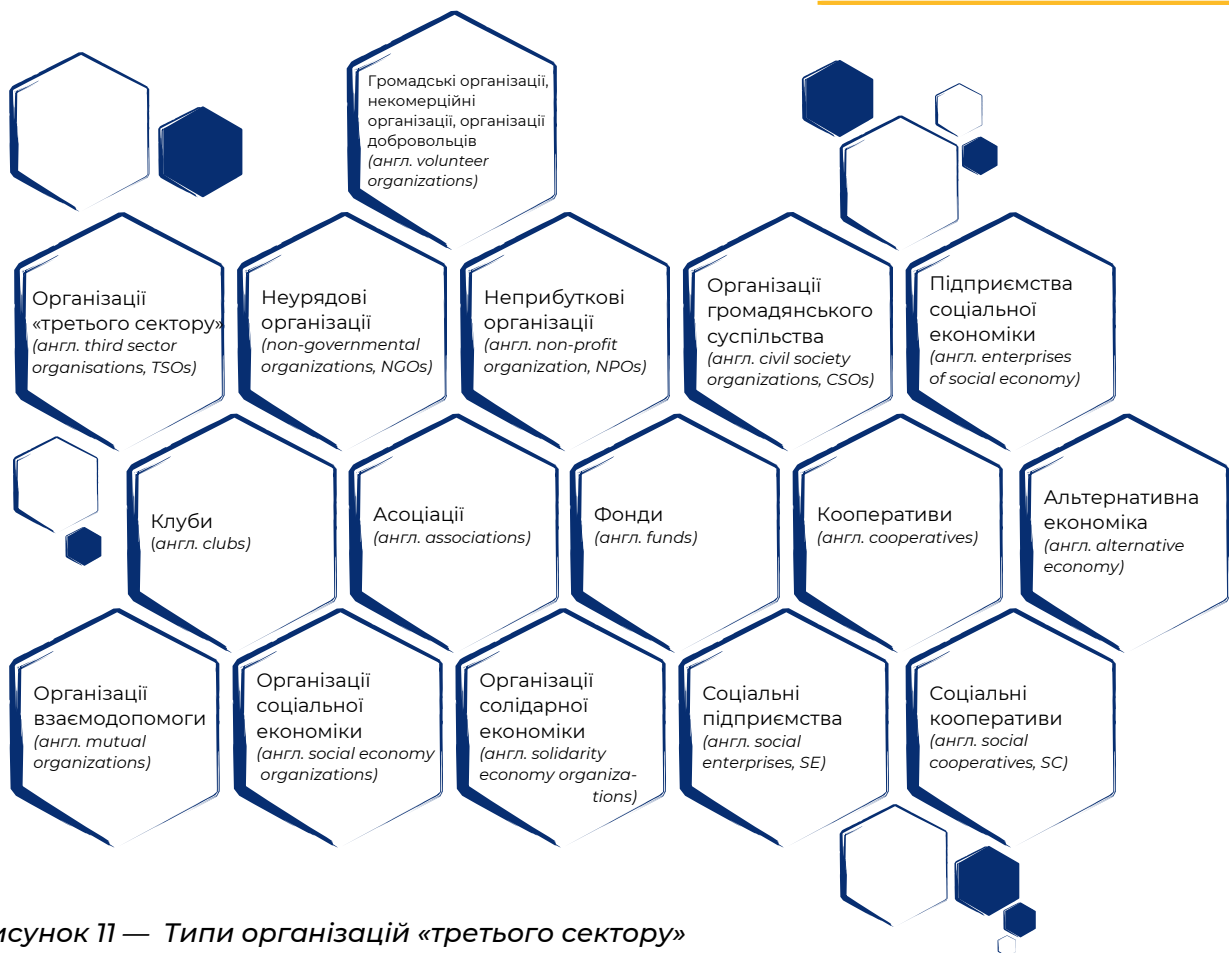 Громадські організації,
некомерційні
організації, організації
добровольців
(англ. volunteer
organizations)
Організації
«третього сектору»
(англ. third sector
organisations, TSOs)
Неурядові
організації
(non-governmental
organizations, NGOs)
Неприбуткові
організації
(англ. non-profit
organization, NPOs)
Організації
громадянського
суспільства
(англ. civil society
organizations, CSOs)
Підприємства
соціальної
економіки
(англ. enterprises
of social economy)
Клуби
(англ. clubs)
Асоціації
(англ. associations)
Фонди
(англ. funds)
Кооперативи
(англ. cooperatives)
Альтернативна
економіка
(англ. alternative
economy)
Організації
взаємодопомоги
(англ. mutual
organizations)
Організації
соціальної
економіки
(англ. social economy
organizations)
Організації
солідарної
економіки
(англ. solidarity
economy organiza-
tions)
Соціальні
підприємства
(англ. social
enterprises, SE)
Соціальні
кооперативи
(англ. social
cooperatives, SC)
исунок 11 — Типи організацій «третього сектору»